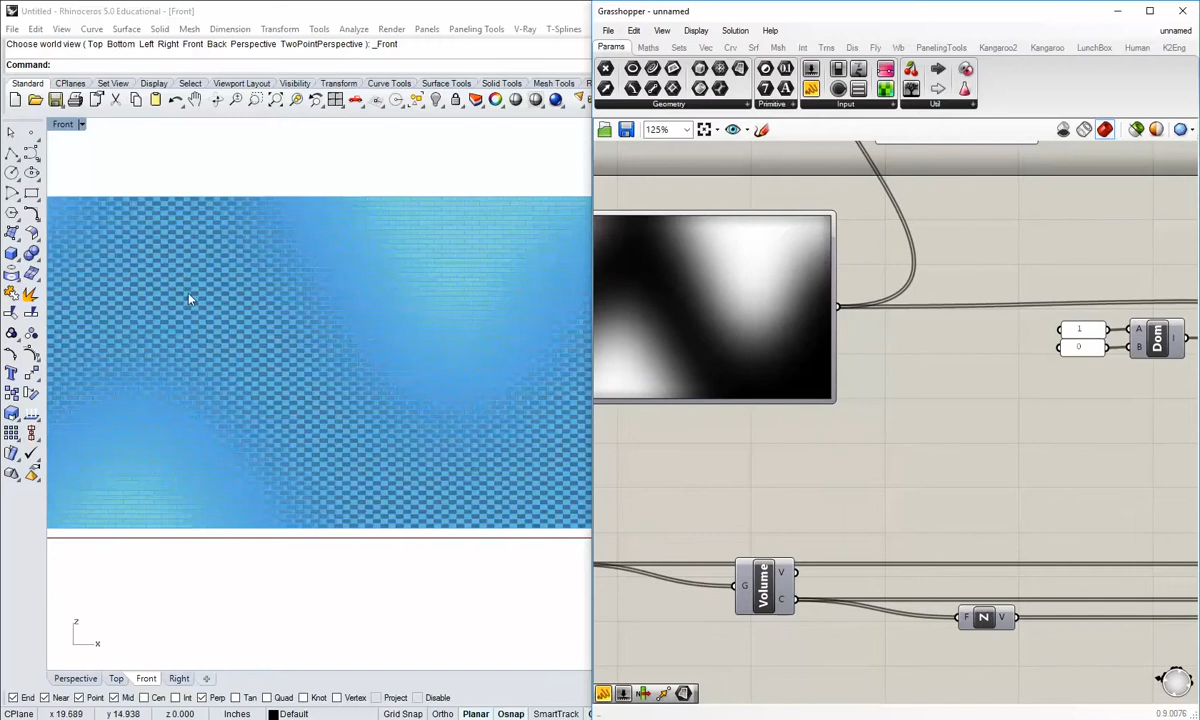 Untitled - Rhinoceros 5.0 Educational - [Front]
File Edit View Curve Surface Solid Mesh Dimension Transform Tools Analyze Render Panels Paneling Tools V-Ray T-Splines
Choose world view ( Top Bottom Left Right Front Back Perspective TwoPointPerspective ): _Front
Command:
Standard CPlanes Set View Display Select Viewport Layout Visibility Transform Curve Tools Surface Tools Solid Tools Mesh Tools
Front
z
x
Perspective Top Front Right
End Near Point Mid Cen Int Perp Tan Quad Knot Vertex Project Disable
CPlane x 19.689 y 14.938 z 0.000 Inches Default Grid Snap Ortho Planar Osnap SmartTrack
Grasshopper - unnamed
File Edit View Display Solution Help unnamed
Params Maths Sets Vec Crv Srf Msh Int Trns Dis Fly Wb PanelingTools Kangaroo2 Kangaroo LunchBox Human K2Eng
Geometry Primitive Input Util
125%
1 A
0 B
Dom
I
G
Volume
V
C
F
Z
V
0.9.0076